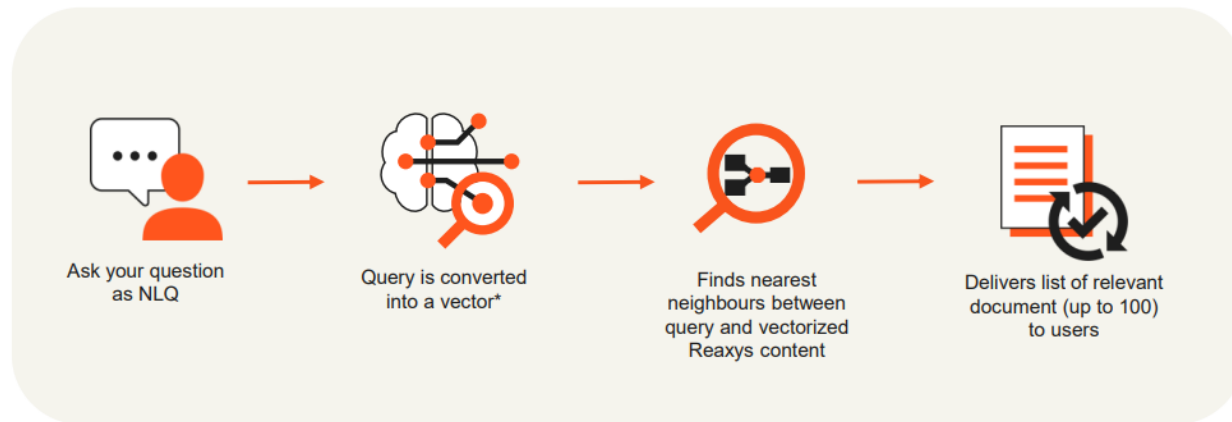 Ask your question
as NLQ
Query is converted
into a vector*
Finds nearest
neighbours between
query and vectorized
Reaxys content
Delivers list of relevant
document (up to 100)
to users